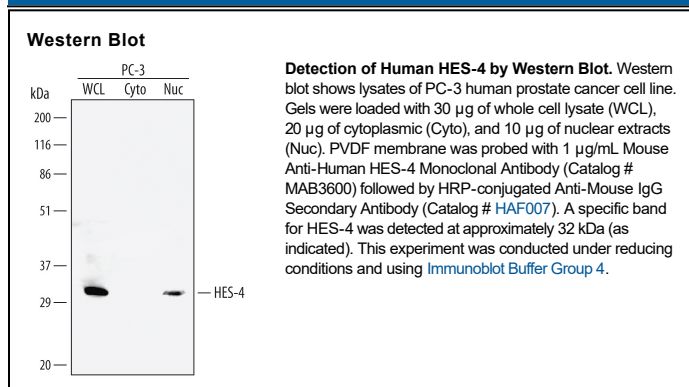 Western Blot
PC-3
kDa WCL Cyto Nuc
200
116
86
51
37
29
20
HES-4
Detection of Human HES-4 by Western Blot. Western
blot shows lysates of PC-3 human prostate cancer cell line.
Gels were loaded with 30 µg of whole cell lysate (WCL),
20 µg of cytoplasmic (Cyto), and 10 µg of nuclear extracts
(Nuc). PVDF membrane was probed with 1 µg/mL Mouse
Anti-Human HES-4 Monoclonal Antibody (Catalog #
MAB3600) followed by HRP-conjugated Anti-Mouse IgG
Secondary Antibody (Catalog # HAF007). A specific band
for HES-4 was detected at approximately 32 kDa (as
indicated). This experiment was conducted under reducing
conditions and using Immunoblot Buffer Group 4.